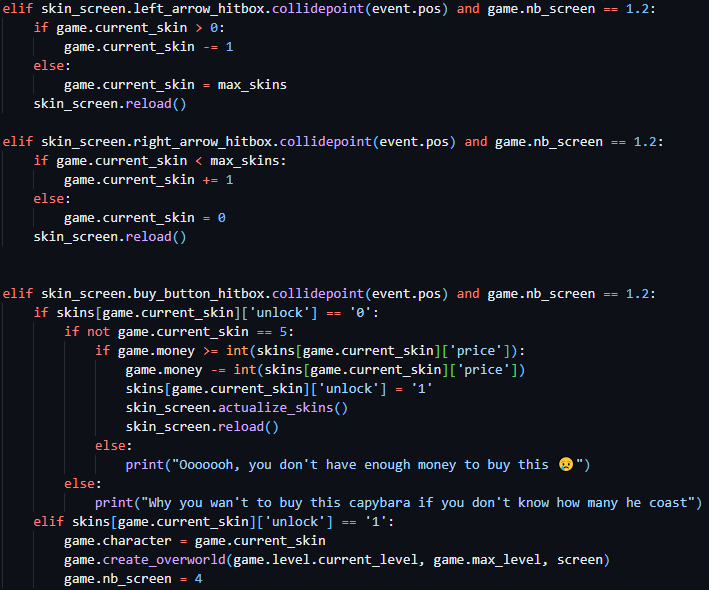 elif skin_screen.left_arrow_hitbox.collidepoint(event.pos) and game.nb_screen == 1.2:
    if game.current_skin > 0:
        game.current_skin -= 1
    else:
        game.current_skin = max_skins
    skin_screen.reload()

elif skin_screen.right_arrow_hitbox.collidepoint(event.pos) and game.nb_screen == 1.2:
    if game.current_skin < max_skins:
        game.current_skin += 1
    else:
        game.current_skin = 0
    skin_screen.reload()


elif skin_screen.buy_button_hitbox.collidepoint(event.pos) and game.nb_screen == 1.2:
    if skins[game.current_skin]['unlock'] == '0':
        if not game.current_skin == 5:
            if game.money >= int(skins[game.current_skin]['price']):
                game.money -= int(skins[game.current_skin]['price'])
                skins[game.current_skin]['unlock'] = '1'
                skin_screen.actualize_skins()
                skin_screen.reload()
            else:
                print("Ooooooh, you don't have enough money to buy this 😢")
        else:
            print("Why you wan't to buy this capybara if you don't know how many he coast")
    elif skins[game.current_skin]['unlock'] == '1':
        game.character = game.current_skin
        game.create_overworld(game.level.current_level, game.max_level, screen)
        game.nb_screen = 4